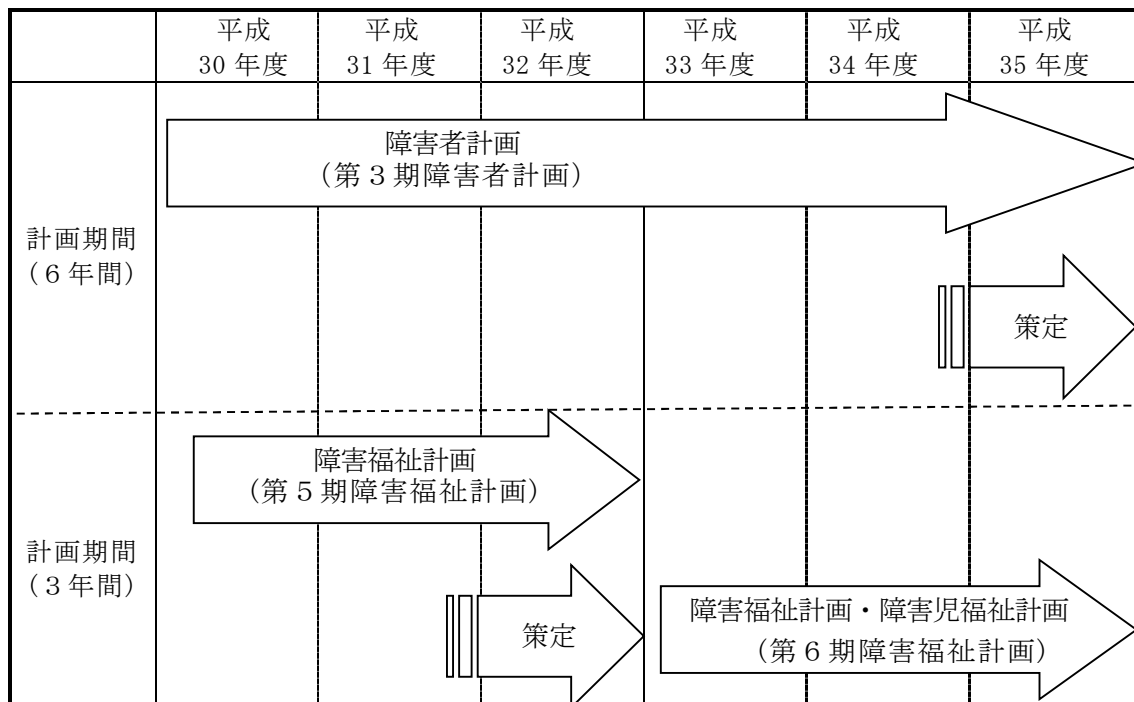 平成
30 年度
平成
31 年度
平成
32 年度
平成
33 年度
平成
34 年度
平成
35 年度
計画期間
（6 年間）
障害者計画
（第３期障害者計画）
策定
計画期間
（３年間）
障害福祉計画
（第５期障害福祉計画）
策定
障害福祉計画・障害児福祉計画
（第６期障害福祉計画）